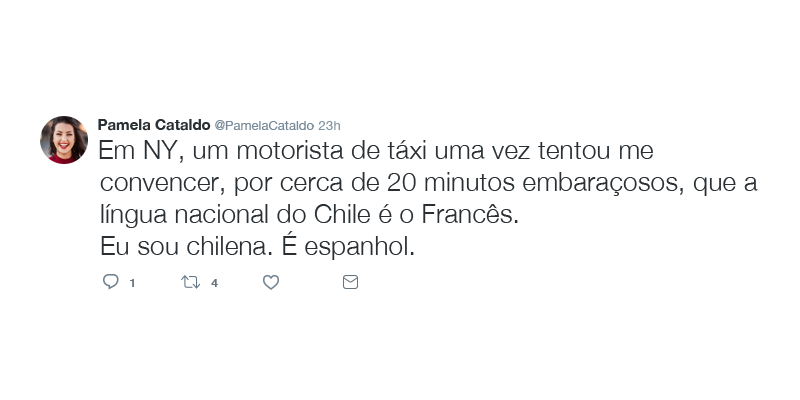 Pamela Cataldo @PamelaCataldo 23h
Em NY, um motorista de táxi uma vez tentou me
convencer, por cerca de 20 minutos embaraçosos, que a
língua nacional do Chile é o Francês.
Eu sou chilena. É espanhol.
1 4